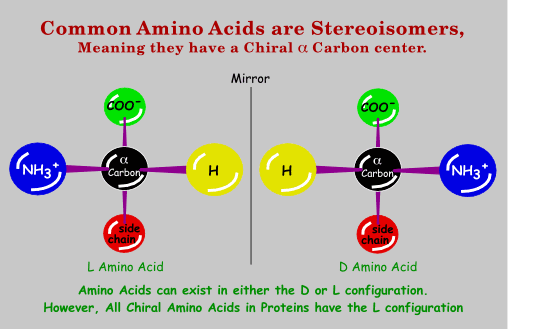 Common Amino Acids are Stereoisomers,
Meaning they have a Chiral α Carbon center.
Mirror
COO⁻
COO⁻
NH₃⁺
α
Carbon
H
H
α
Carbon
NH₃⁺
side
chain
side
chain
L Amino Acid
D Amino Acid
Amino Acids can exist in either the D or L configuration.
However, All Chiral Amino Acids in Proteins have the L configuration